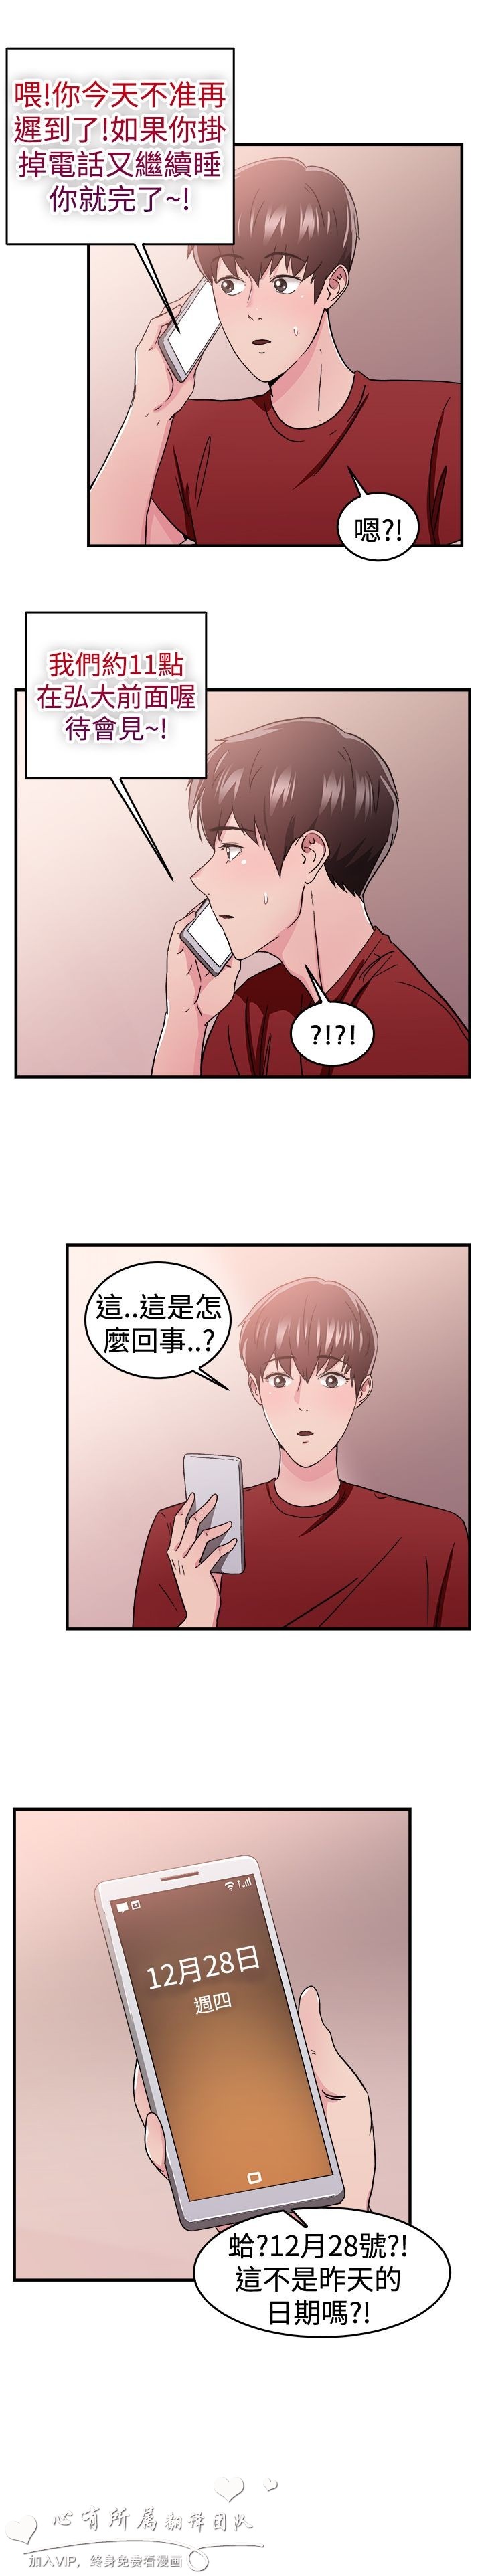 喂!你今天不准再
遲到了!如果你掛
掉電話又繼續睡
你就完了~!
嗯?!
我們約11點
在弘大前面喔
待會見~!
?!?!
這..這是怎
麼回事..?
12月28日
週四
蛤?12月28號?!
這不是昨天的
日期嗎?!
心有所属翻译团队
加入VIP，终身免费看漫画